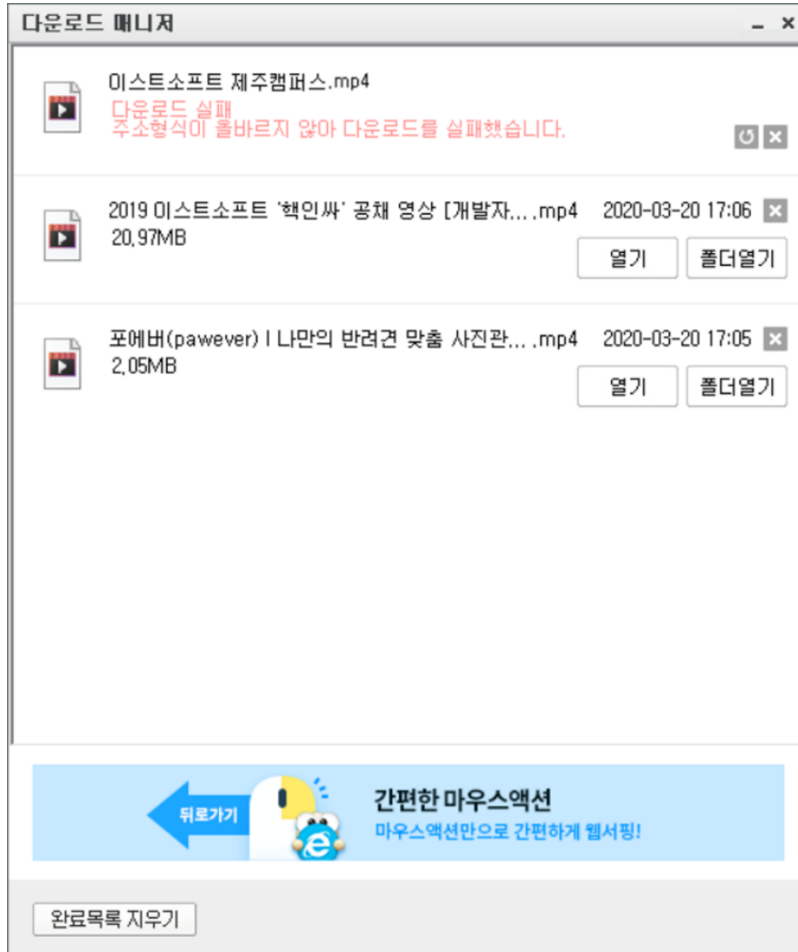 다운로드 매니저
이스트소프트 제주캠퍼스.mp4
다운로드 실패
주소형식이 올바르지 않아 다운로드를 실패했습니다.
2019 이스트소프트 '핵인싸' 공채 영상 [개발자... .mp4 2020-03-20 17:06
20,97MB
열기 폴더열기
포에버(pawever) l 나만의 반려견 맞춤 사진관... .mp4 2020-03-20 17:05
2,05MB
열기 폴더열기
뒤로가기
간편한 마우스액션
마우스액션만으로 간편하게 웹서핑!
완료목록 지우기